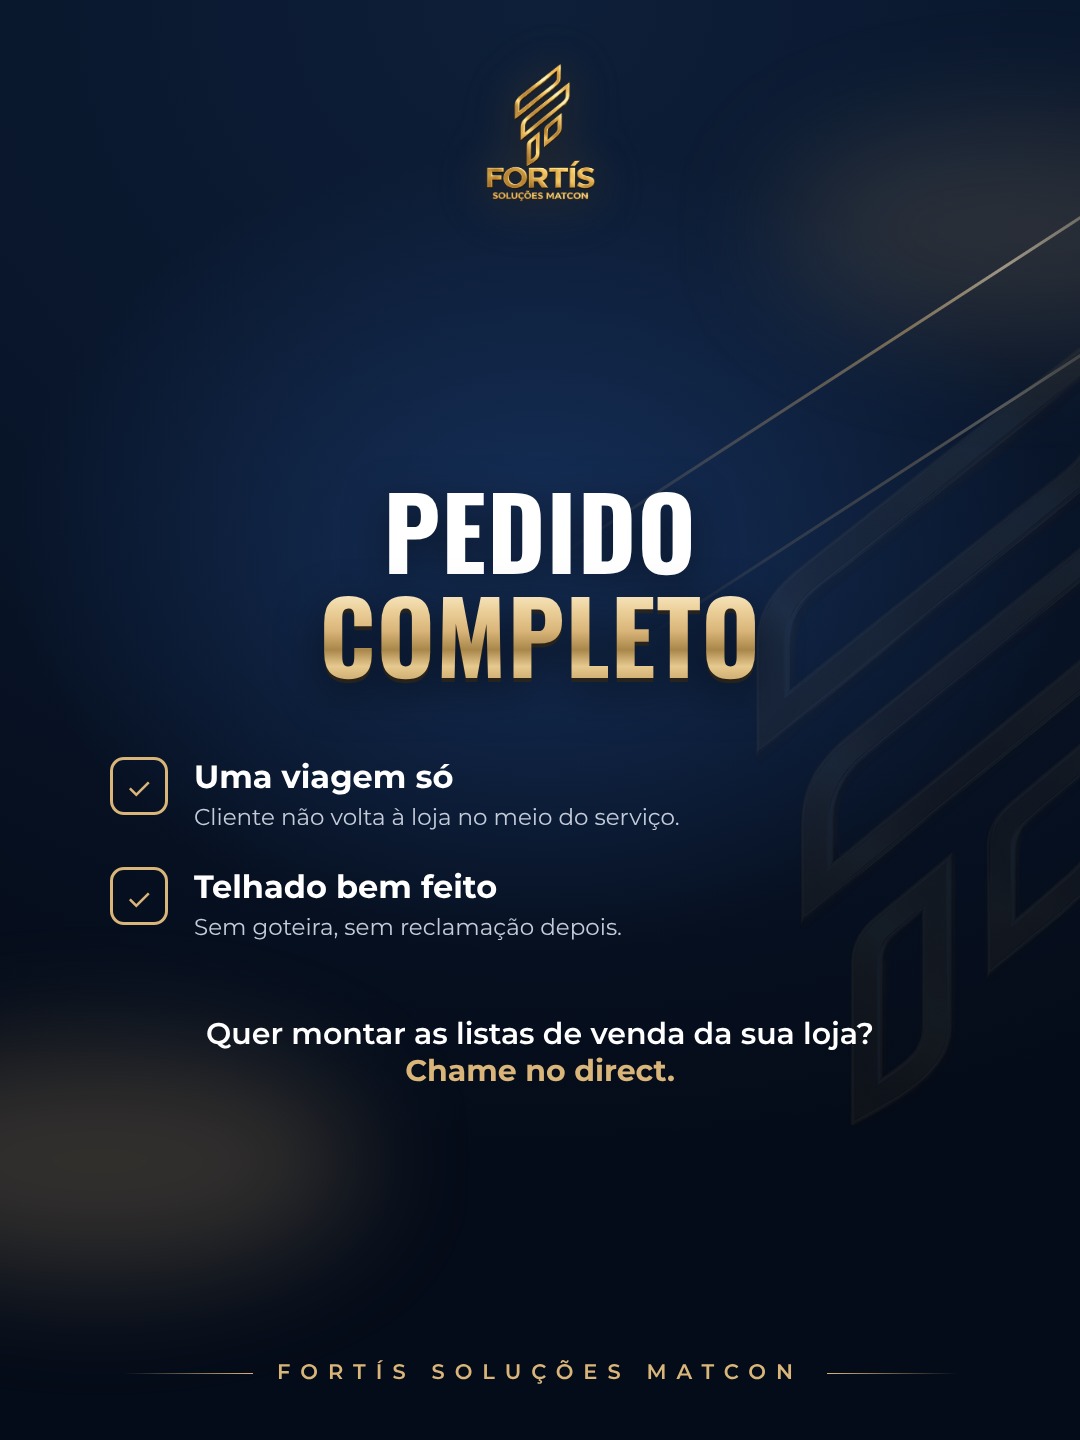 FORTÍS
SOLUÇÕES MATCON
PEDIDO
COMPLETO
Uma viagem só
Cliente não volta à loja no meio do serviço.
Telhado bem feito
Sem goteira, sem reclamação depois.
Quer montar as listas de venda da sua loja?
Chame no direct.
FORTÍS SOLUÇÕES MATCON